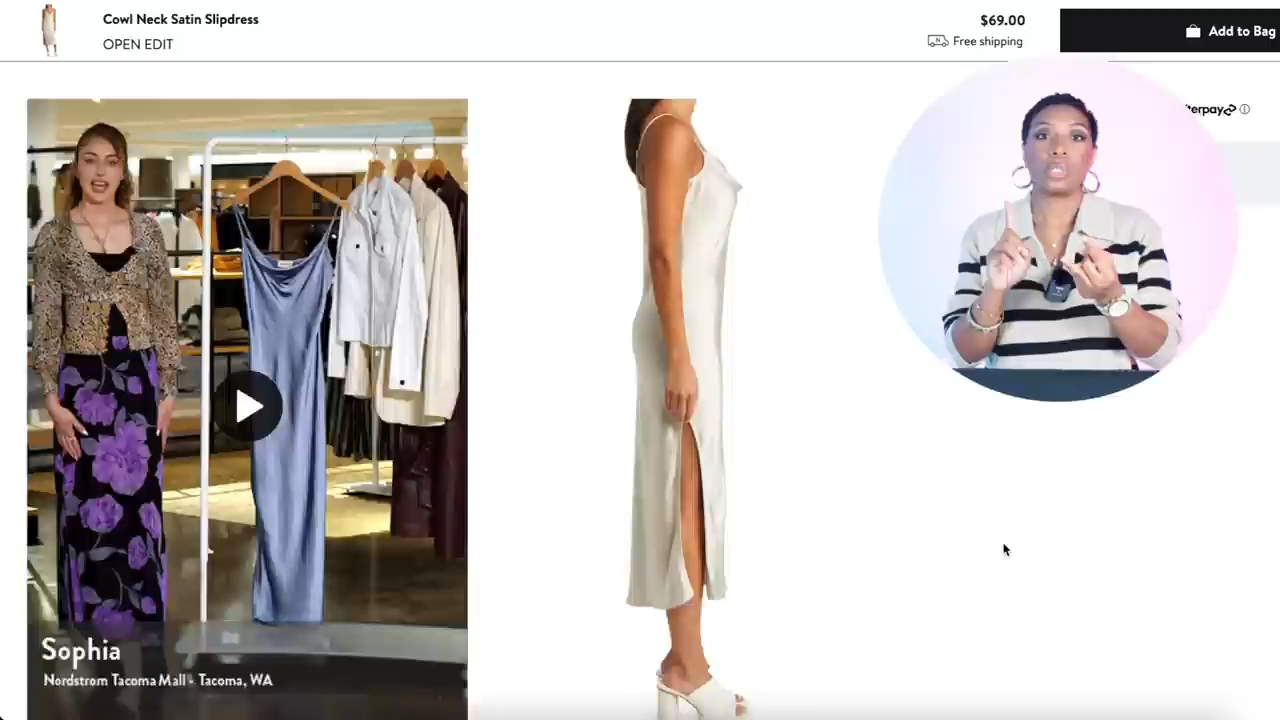 Cowl Neck Satin Slipdress
OPEN EDIT
$69.00
Free shipping
Add to Bag
terpay
Sophia
Nordstrom Tacoma Mall - Tacoma, WA